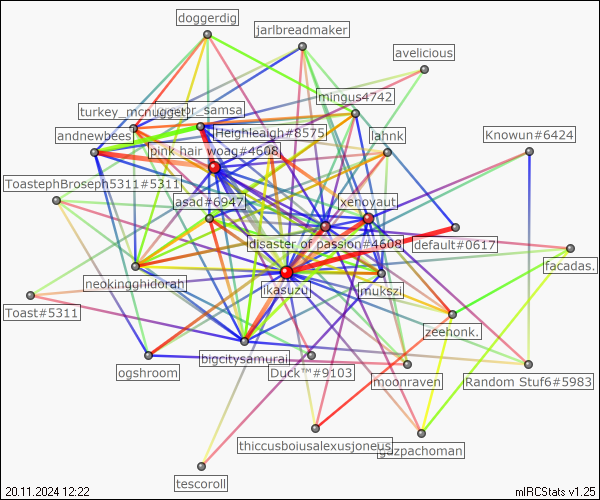 doggerdig
jarlbreadmaker
avelicious
mingus4742
turkey_mcnugget
_samsa
andnewbees
Heighleaigh#8575
lahnk
Knowun#6424
pink hair woag#4608
ToastephBroseph5311#5311
asad#6947
xenoyaut
disaster of passion#4608
default#0617
facadas.
neokingghidorah
ikasuzu
mukszi
Toast#5311
zeehonk.
ogshroom
bigcitysamurai
Duck™#9103
moonraven
Random Stuf6#5983
thiccusboiusalexusjoneus
gazpachoman
tescoroll
20.11.2024 12:22
mIRCStats v1.25